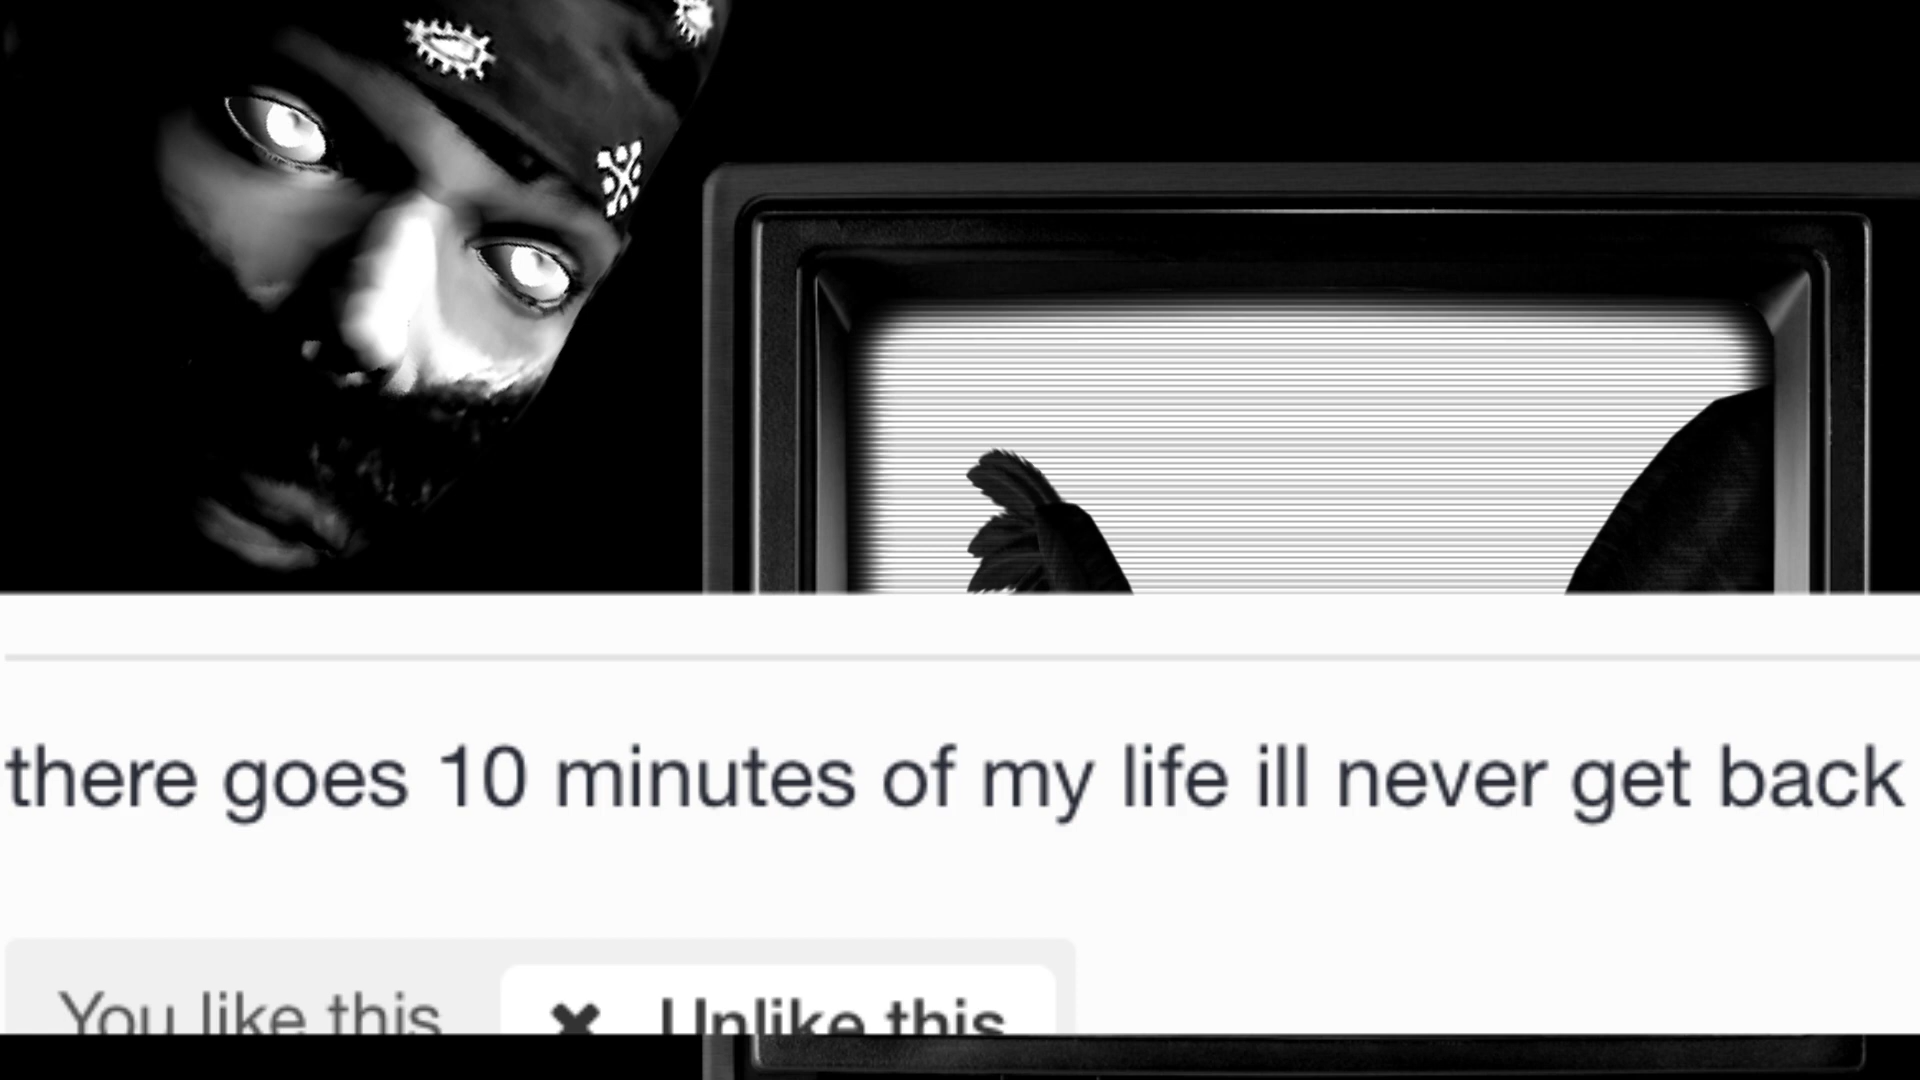 there goes 10 minutes of my life ill never get back
You like this
✖ Unlike this